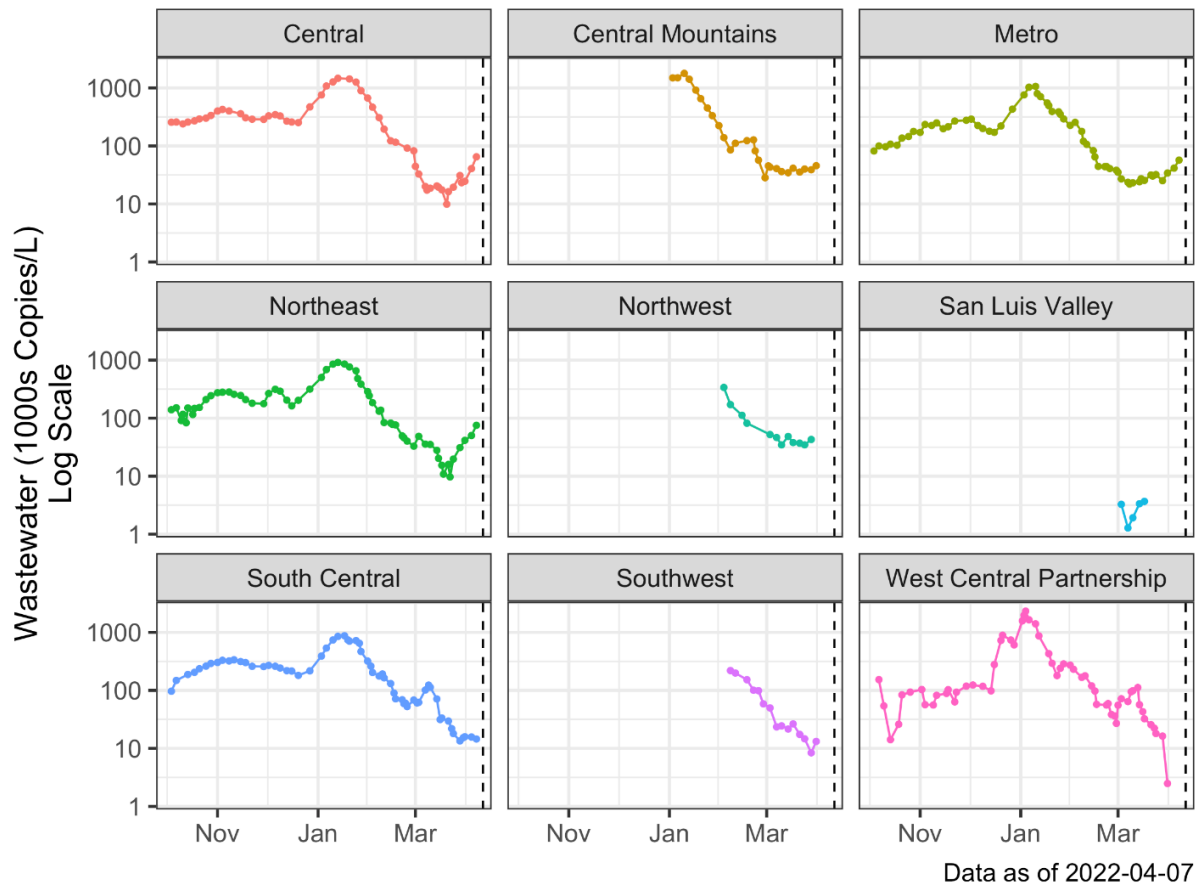 Central
Central Mountains
Metro
1000
100
10
1
Northeast
Northwest
San Luis Valley
1000
100
10
1
South Central
Southwest
West Central Partnership
1000
100
10
1
Nov Jan Mar
Nov Jan Mar
Nov Jan Mar
Wastewater (1000s Copies/L)
Log Scale
Data as of 2022-04-07